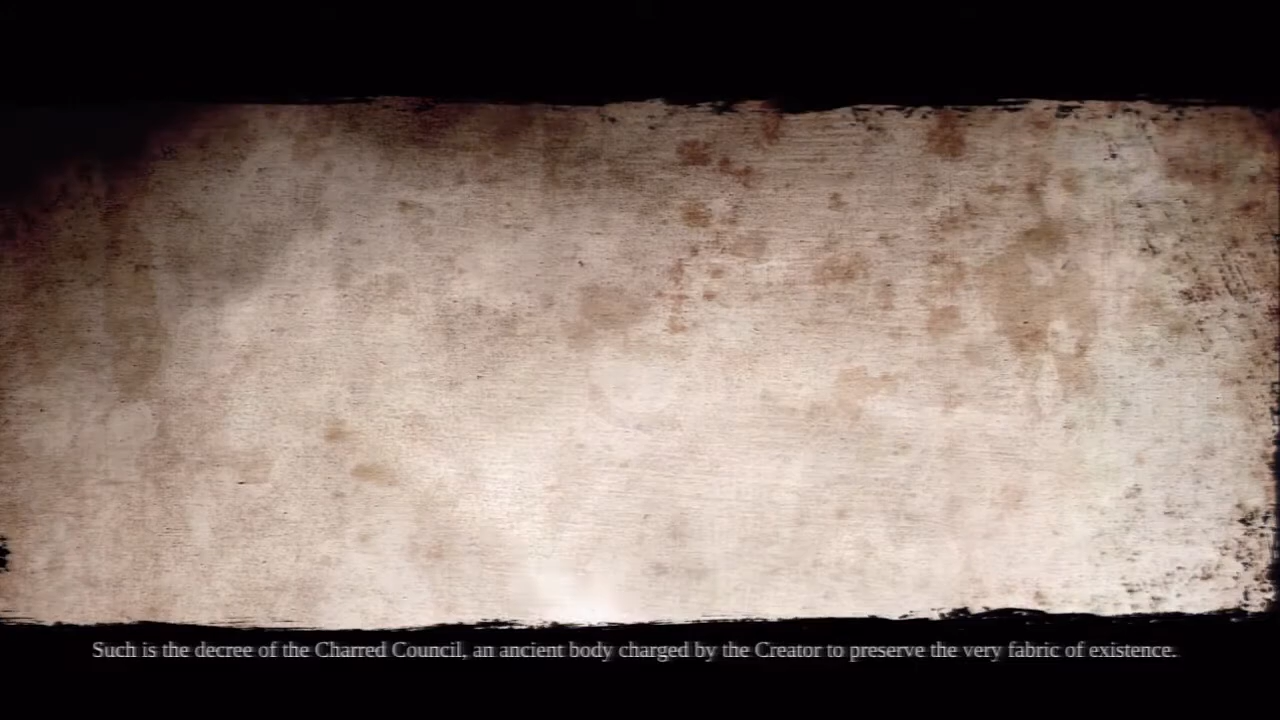 Such is the decree of the Charred Council, an ancient body charged by the Creator to preserve the very fabric of existence.